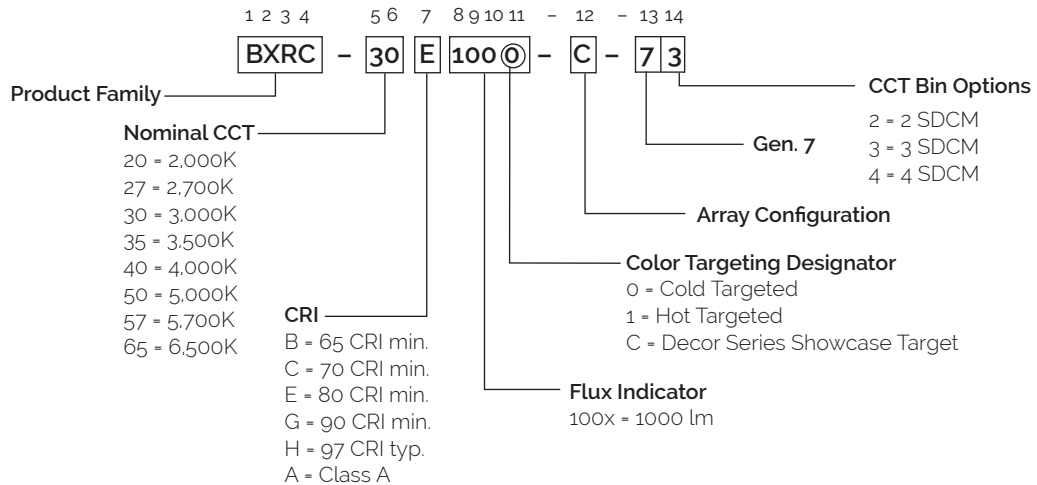 1 2 3 4 5 6 7 8 9 10 11 – 12 – 13 14
BXRC – 30 E 100 0 – C – 7 3
Product Family
CCT Bin Options
2 = 2 SDCM
3 = 3 SDCM
4 = 4 SDCM
Nominal CCT
20 = 2,000K
27 = 2,700K
30 = 3,000K
35 = 3,500K
40 = 4,000K
50 = 5,000K
57 = 5,700K
65 = 6,500K
Gen. 7
Array Configuration
Color Targeting Designator
0 = Cold Targeted
1 = Hot Targeted
C = Decor Series Showcase Target
CRI
B = 65 CRI min.
C = 70 CRI min.
E = 80 CRI min.
G = 90 CRI min.
H = 97 CRI typ.
A = Class A
Flux Indicator
100x = 1000 lm